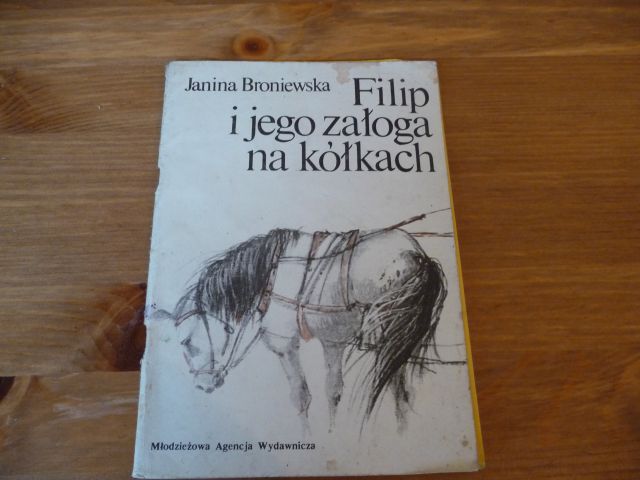 Janina Broniewska
Filip
i jego załoga
na kółkach
Młodzieżowa Agencja Wydawnicza